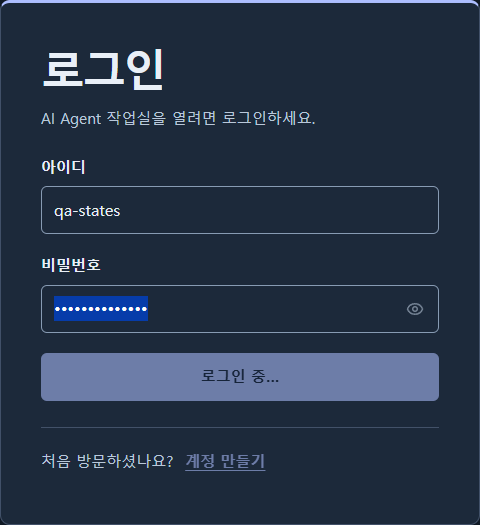 로그인
AI Agent 작업실을 열려면 로그인하세요.
아이디
qa-states
비밀번호
••••••••••••••
로그인 중...
처음 방문하셨나요? 계정 만들기